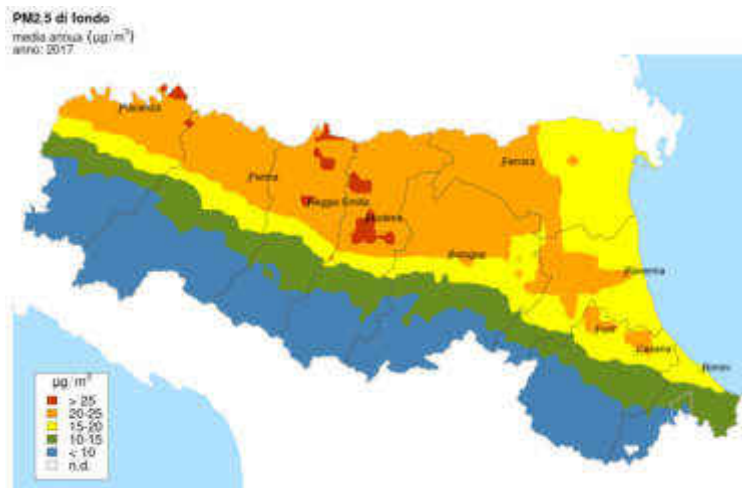 PM2.5 di fondo
media annua (µg/m³)
anno: 2017
Piacenza
Parma
Ferrara
Reggio Emilia
Modena
Bologna
Ravenna
Forlì
Cesena
Rimini
µg/m³
> 25
20-25
15-20
10-15
< 10
n.d.